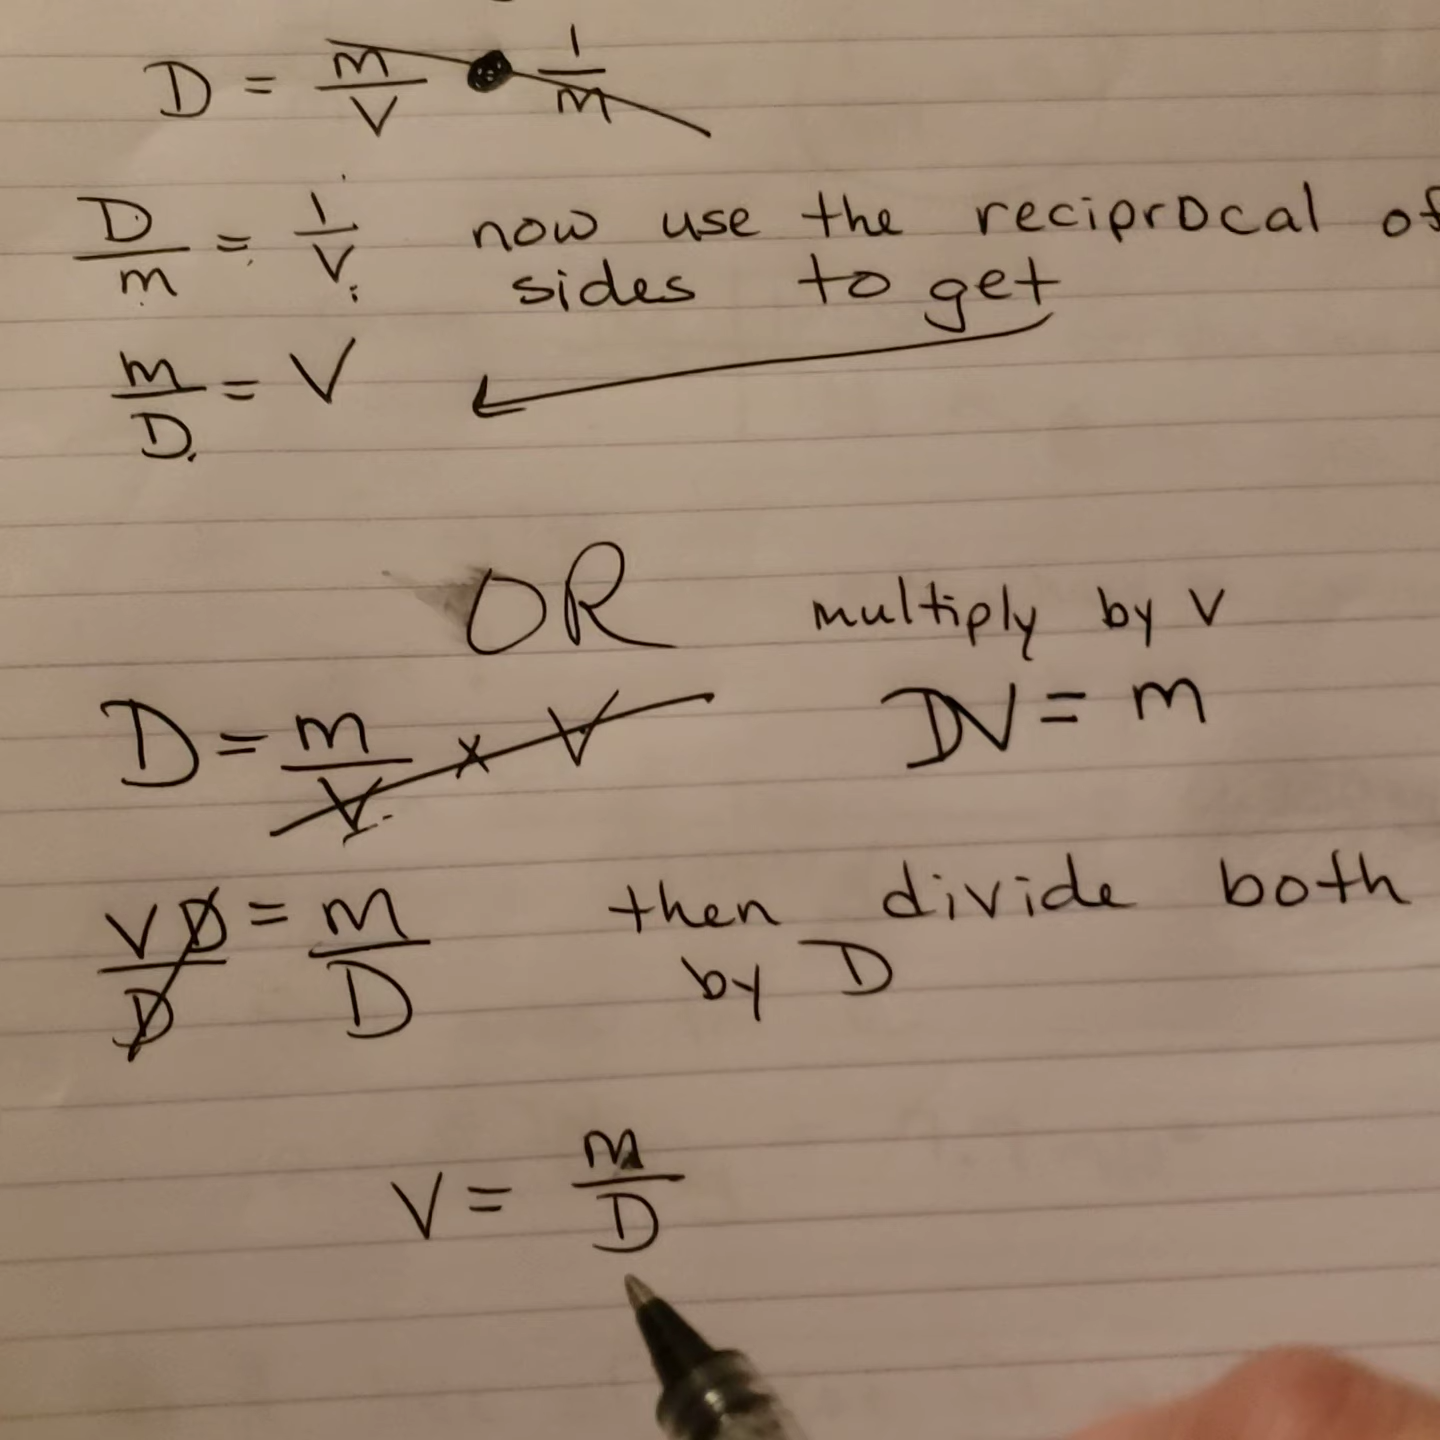 D = m/V • 1/m
D/m = 1/V now use the reciprocal of
sides to get
m/D = V
OR multiply by V
D = m/V x V DV = m
VD/D = m/D then divide both
by D
V = m/D